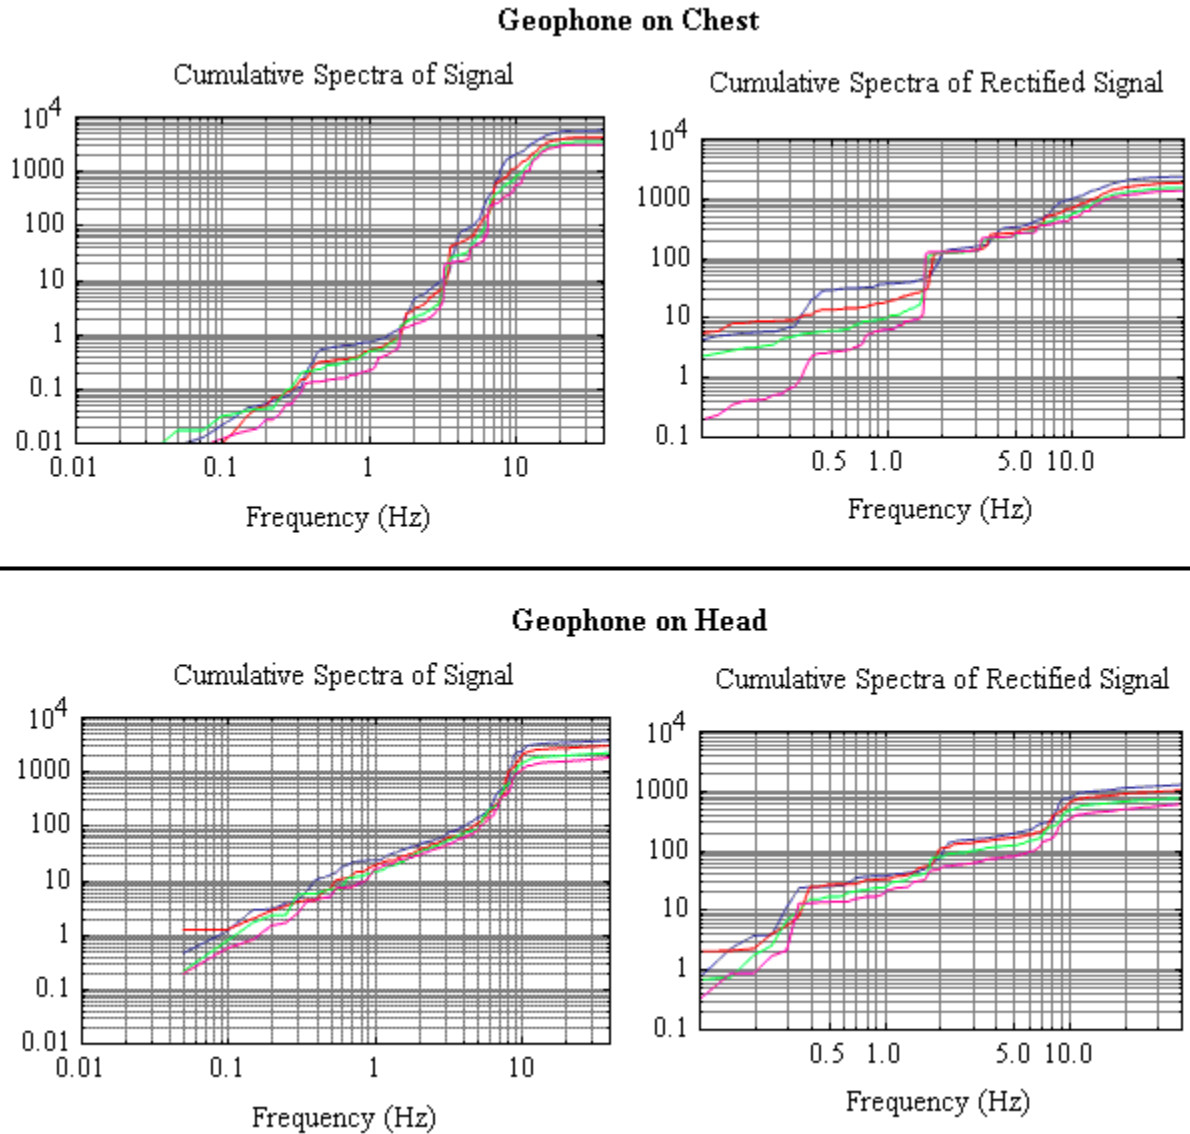 Geophone on Chest
Cumulative Spectra of Signal
10^4
1000
100
10
1
0.1
0.01
0.01 0.1 1 10
Frequency (Hz)
Cumulative Spectra of Rectified Signal
10^4
1000
100
10
1
0.1
0.5 1.0 5.0 10.0
Frequency (Hz)
Geophone on Head
Cumulative Spectra of Signal
10^4
1000
100
10
1
0.1
0.01
0.01 0.1 1 10
Frequency (Hz)
Cumulative Spectra of Rectified Signal
10^4
1000
100
10
1
0.1
0.5 1.0 5.0 10.0
Frequency (Hz)